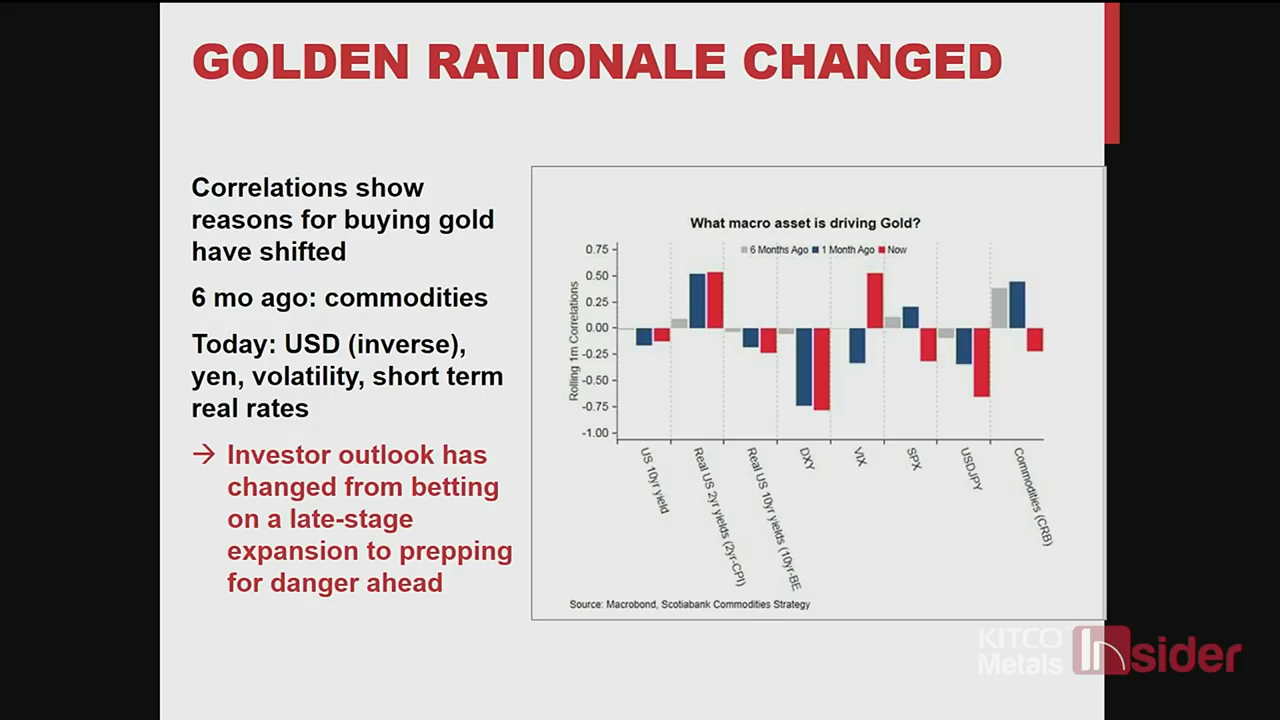 GOLDEN RATIONALE CHANGED
Correlations show
reasons for buying gold
have shifted
6 mo ago: commodities
Today: USD (inverse),
yen, volatility, short term
real rates
→ Investor outlook has
changed from betting
on a late-stage
expansion to prepping
for danger ahead
What macro asset is driving Gold?
6 Months Ago 1 Month Ago Now
Rolling 1m Correlations
0.75
0.50
0.25
0.00
-0.25
-0.50
-0.75
-1.00
US 10yr yield
Real US 2yr yields (2yr-CPI)
Real US 10yr yields (10yr-BE
DXY
VIX
SPX
USDJPY
Commodities (CRB)
Source: Macrobond, Scotiabank Commodities Strategy
KITCO
Metals
Insider